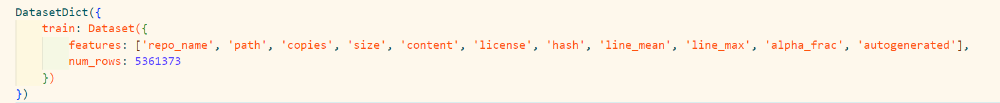 DatasetDict({
    train: Dataset({
        features: ['repo_name', 'path', 'copies', 'size', 'content', 'license', 'hash', 'line_mean', 'line_max', 'alpha_frac', 'autogenerated'],
        num_rows: 5361373
    })
})